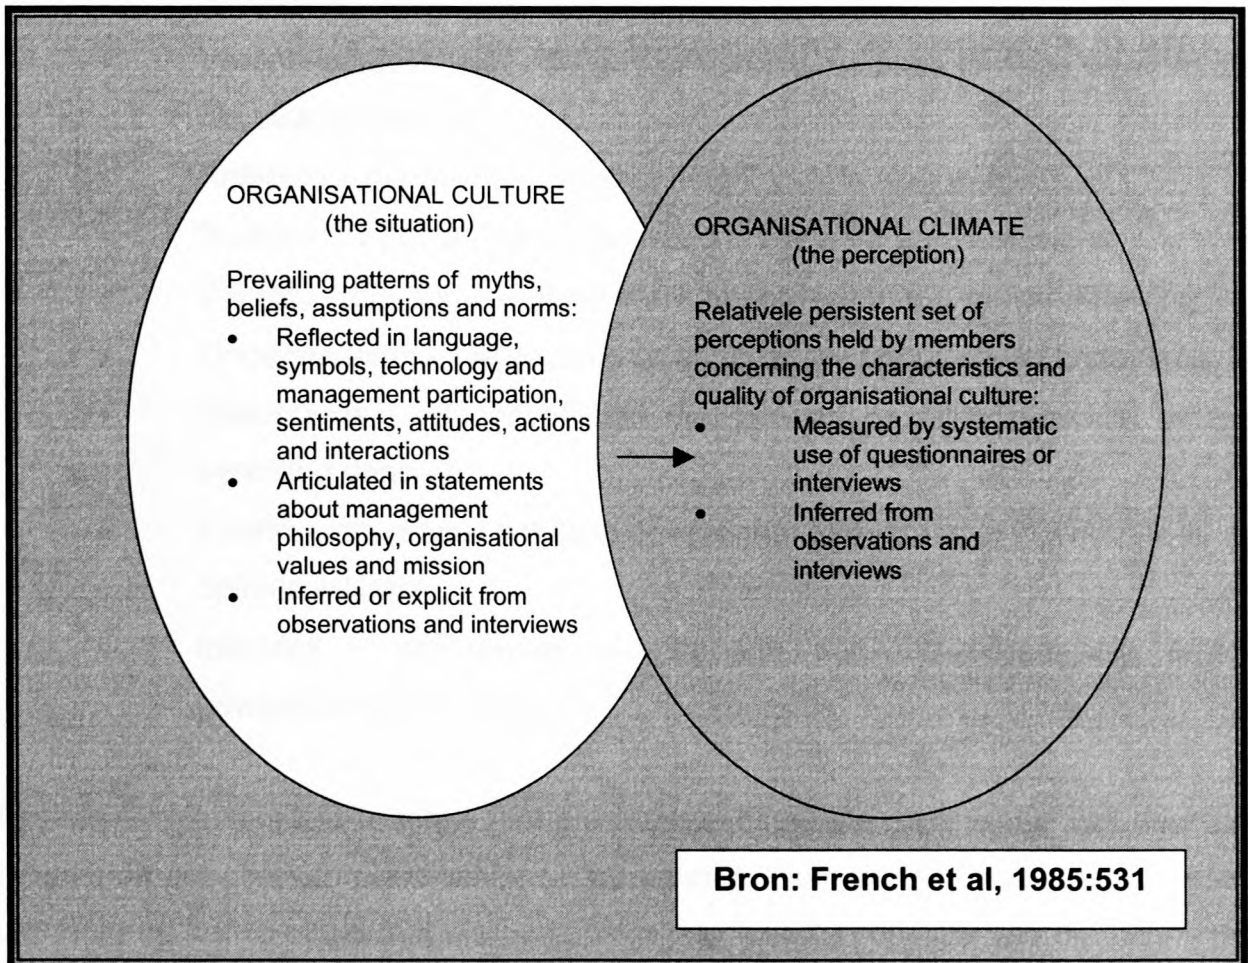 ORGANISATIONAL CULTURE
(the situation)
Prevailing patterns of myths,
beliefs, assumptions and norms:
• Reflected in language,
symbols, technology and
management participation,
sentiments, attitudes, actions
and interactions
• Articulated in statements
about management
philosophy, organisational
values and mission
• Inferred or explicit from
observations and interviews
ORGANISATIONAL CLIMATE
(the perception)
Relativele persistent set of
perceptions held by members
concerning the characteristics and
quality of organisational culture:
• Measured by systematic
use of questionnaires or
interviews
• Inferred from
observations and
interviews
Bron: French et al, 1985:531